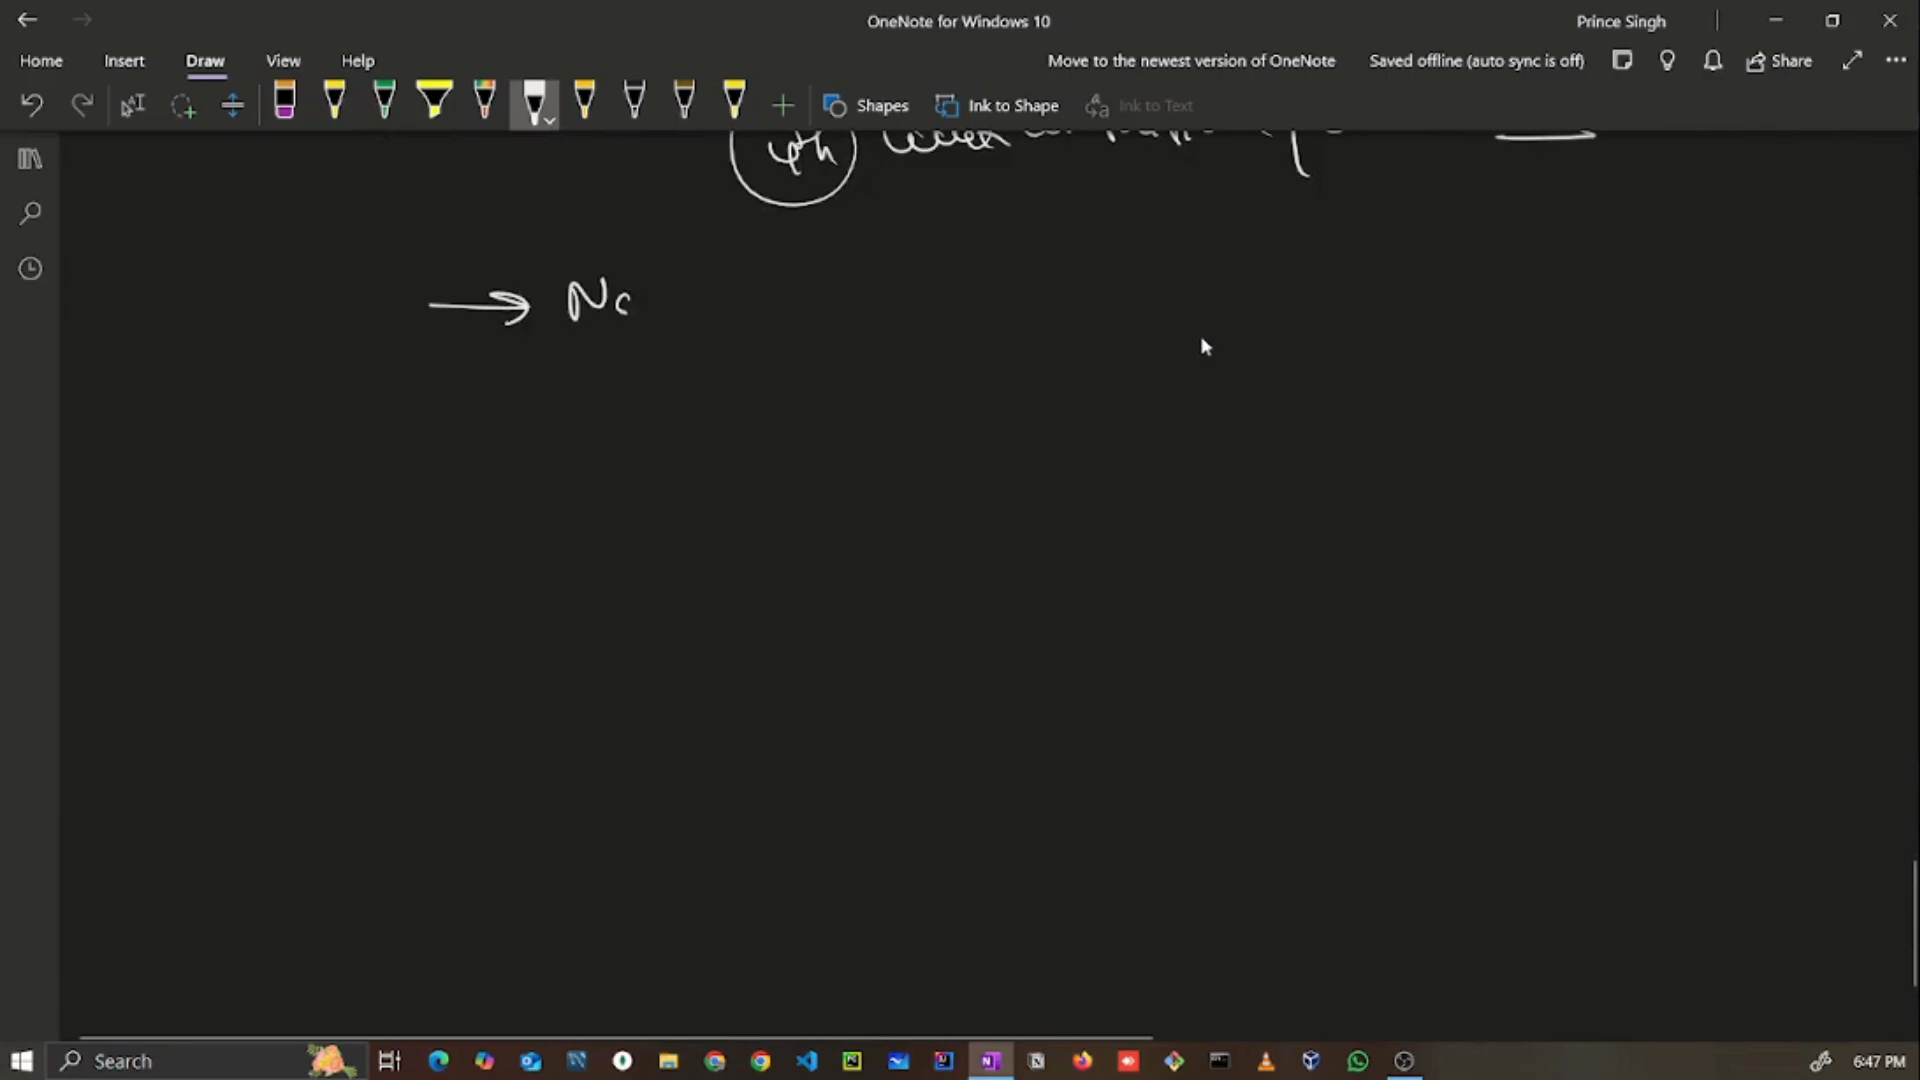 OneNote for Windows 10 Prince Singh
Home Insert Draw View Help Move to the newest version of OneNote Saved offline (auto sync is off) Share
Shapes Ink to Shape Ink to Text
4th
→ Nc
Search 6:47 PM